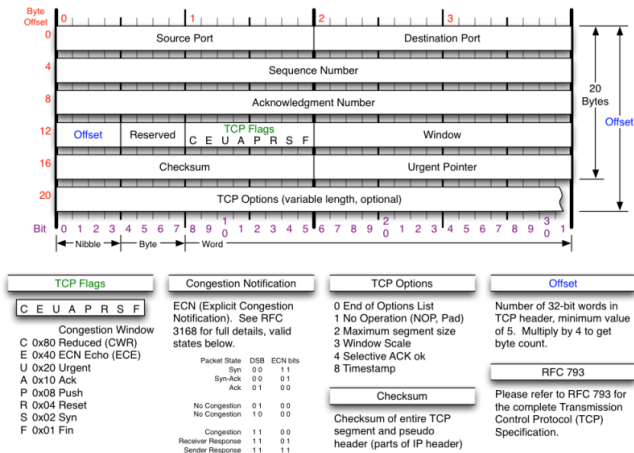 Byte
Offset
0 1 2 3
0 Source Port Destination Port
4 Sequence Number
8 Acknowledgment Number
20
Bytes
Offset
12 Offset Reserved TCP Flags Window
C E U A P R S F
16 Checksum Urgent Pointer
20 TCP Options (variable length, optional)
Bit 0 1 2 3 4 5 6 7 8 9 1 0 1 2 3 4 5 6 7 8 9 2 0 1 2 3 4 5 6 7 8 9 3 0 1
Nibble Byte Word
TCP Flags
C E U A P R S F
Congestion Window
C 0x80 Reduced (CWR)
E 0x40 ECN Echo (ECE)
U 0x20 Urgent
A 0x10 Ack
P 0x08 Push
R 0x04 Reset
S 0x02 Syn
F 0x01 Fin
Congestion Notification
ECN (Explicit Congestion
Notification). See RFC
3168 for full details, valid
states below.
Packet State DSB ECN bits
Syn 0 0 1 1
Syn-Ack 0 0 0 1
Ack 0 1 0 0
No Congestion 0 1 0 0
No Congestion 1 0 0 0
Congestion 1 1 0 0
Receiver Response 1 1 0 1
Sender Response 1 1 1 1
TCP Options
0 End of Options List
1 No Operation (NOP, Pad)
2 Maximum segment size
3 Window Scale
4 Selective ACK ok
8 Timestamp
Checksum
Checksum of entire TCP
segment and pseudo
header (parts of IP header)
Offset
Number of 32-bit words in
TCP header, minimum value
of 5. Multiply by 4 to get
byte count.
RFC 793
Please refer to RFC 793 for
the complete Transmission
Control Protocol (TCP)
Specification.